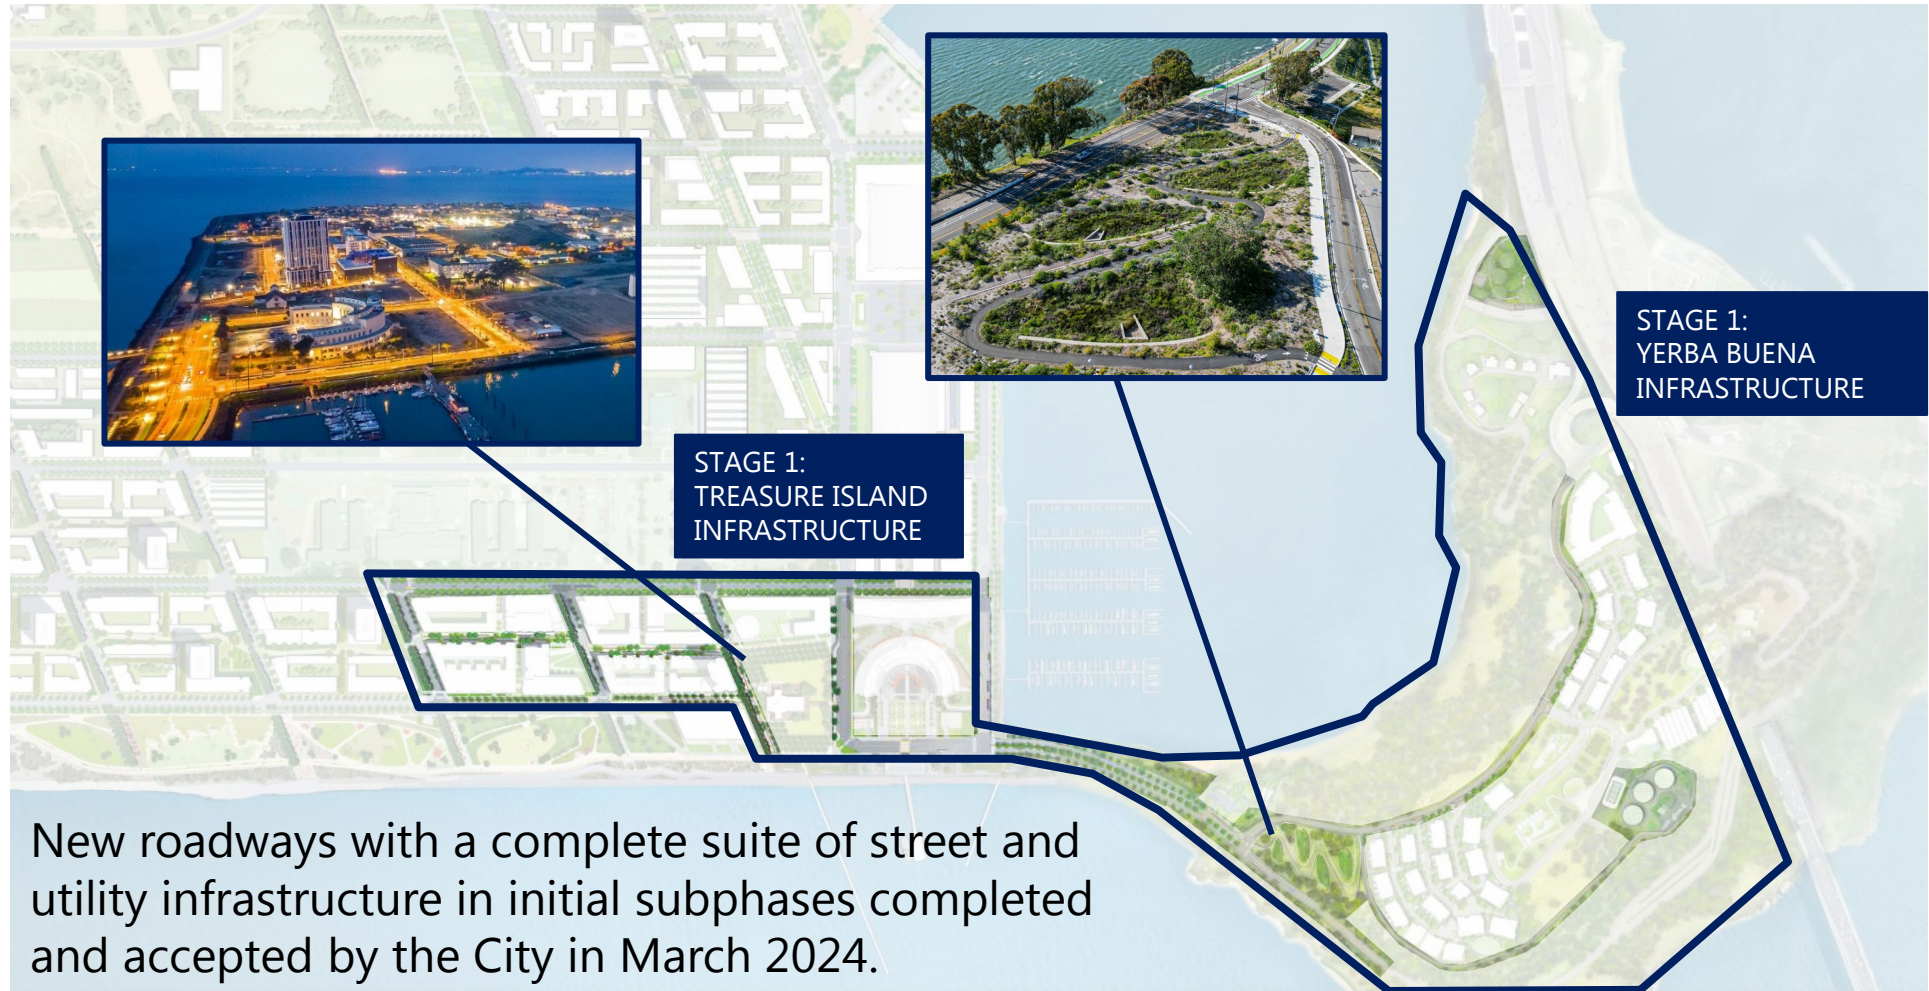 STAGE 1:
YERBA BUENA
INFRASTRUCTURE
STAGE 1:
TREASURE ISLAND
INFRASTRUCTURE
New roadways with a complete suite of street and
utility infrastructure in initial subphases completed
and accepted by the City in March 2024.